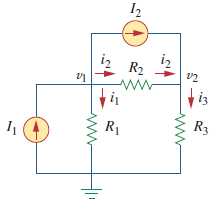 I₂
i₂ R₂ i₂
v₁ v₂
i₁ i₃
I₁ R₁ R₃